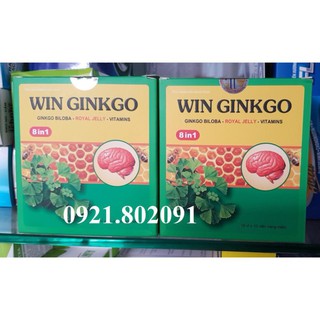 WIN GINKGO
GINKGO BILOBA - ROYAL JELLY - VITAMINS
8 in 1
WIN GINKGO
GINKGO BILOBA - ROYAL JELLY - VITAMINS
8 in 1
0921.802091